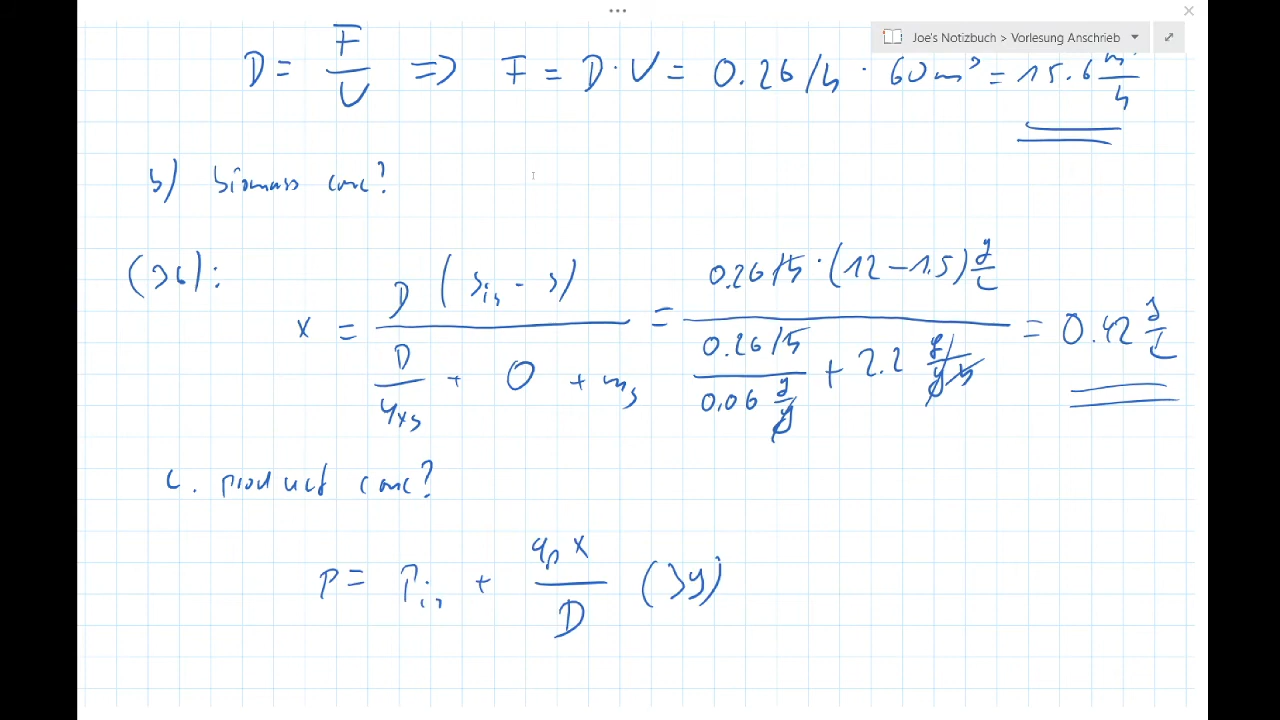 Joe's Notizbuch > Vorlesung Anschrieb
D = F/V => F = D · V = 0.26/h · 60 m³ = 15.6 m³/h
b) biomass conc?
(36): x = D (s_in - s) / (D/y_xs + 0 + m_s) = 0.26/h · (12 - 1.5) g/L / (0.26/h / 0.06 g/g + 2.2 g/g h) = 0.42 g/L
c. product conc?
P = P_in + q_p x / D (39)